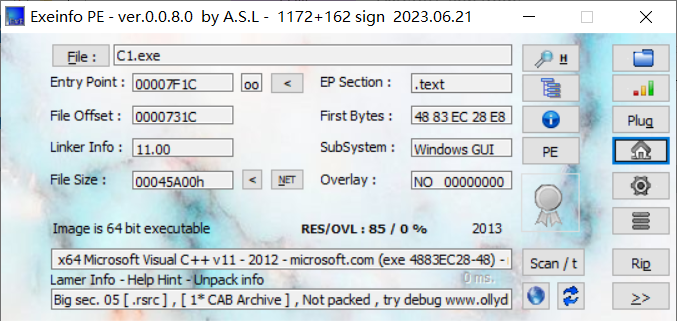 Exeinfo PE - ver.0.0.8.0 by A.S.L - 1172+162 sign 2023.06.21
File : C1.exe H
Entry Point : 00007F1C oo < EP Section : .text
File Offset : 0000731C First Bytes : 48 83 EC 28 E8 Plug
Linker Info : 11.00 SubSystem : Windows GUI PE
File Size : 00045A00h < NET Overlay : NO 00000000
Image is 64 bit executable RES/OVL : 85 / 0 % 2013
x64 Microsoft Visual C++ v11 - 2012 - microsoft.com (exe 4883EC28-48) - Scan / t Rip
Lamer Info - Help Hint - Unpack info 0 ms.
Big sec. 05 [ .rsrc ] , [ 1* CAB Archive ] , Not packed , try debug www.ollyd >>